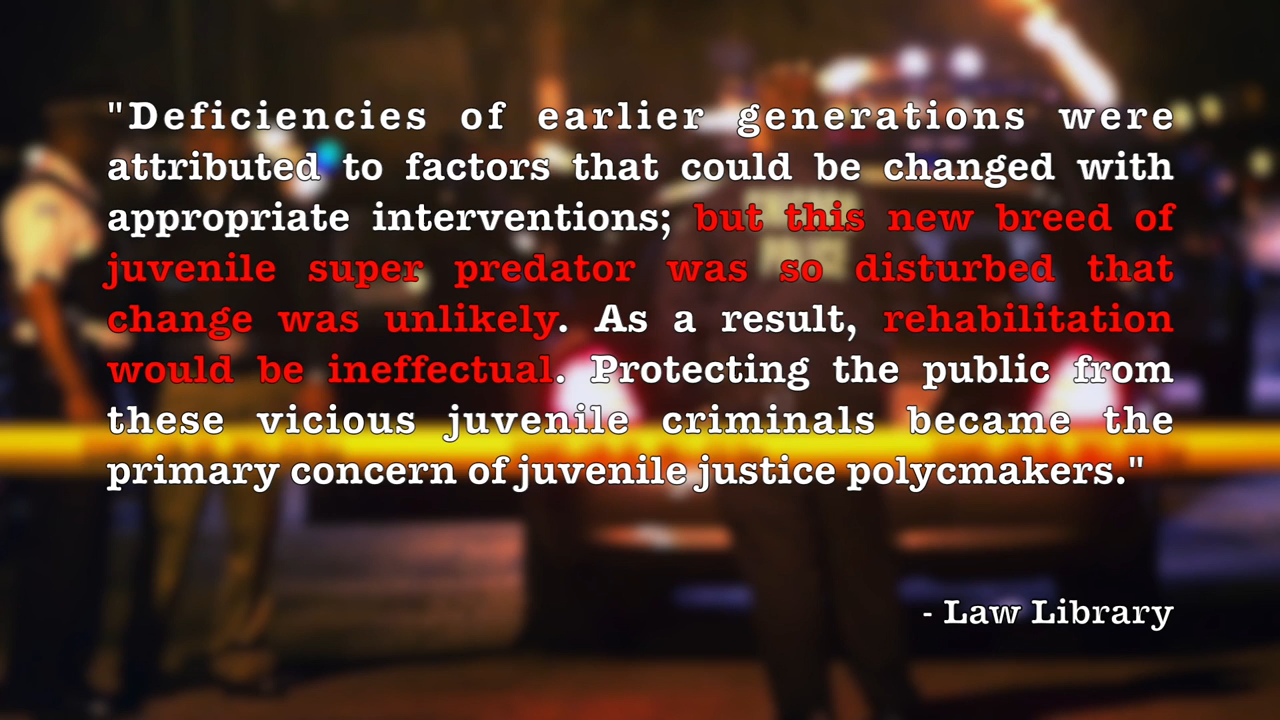 "Deficiencies of earlier generations were
attributed to factors that could be changed with
appropriate interventions; but this new breed of
juvenile super predator was so disturbed that
change was unlikely. As a result, rehabilitation
would be ineffectual. Protecting the public from
these vicious juvenile criminals became the
primary concern of juvenile justice polycmakers."
- Law Library